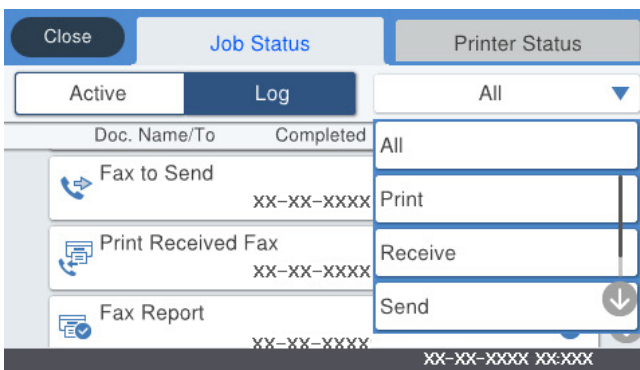 Close
Job Status
Printer Status
Active
Log
All
Doc. Name/To
Completed
All
Fax to Send
XX-XX-XXXX
Print
Print Received Fax
XX-XX-XXXX
Receive
Fax Report
XX-XX-XXXX
Send
XX-XX-XXXX XX:XXX